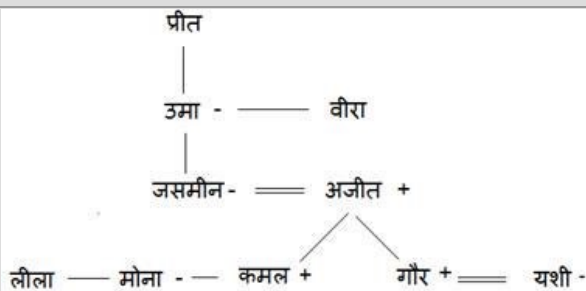 प्रीत
उमा - वीरा
जसमीन - अजीत +
लीला मोना - कमल + गौर + यशी -